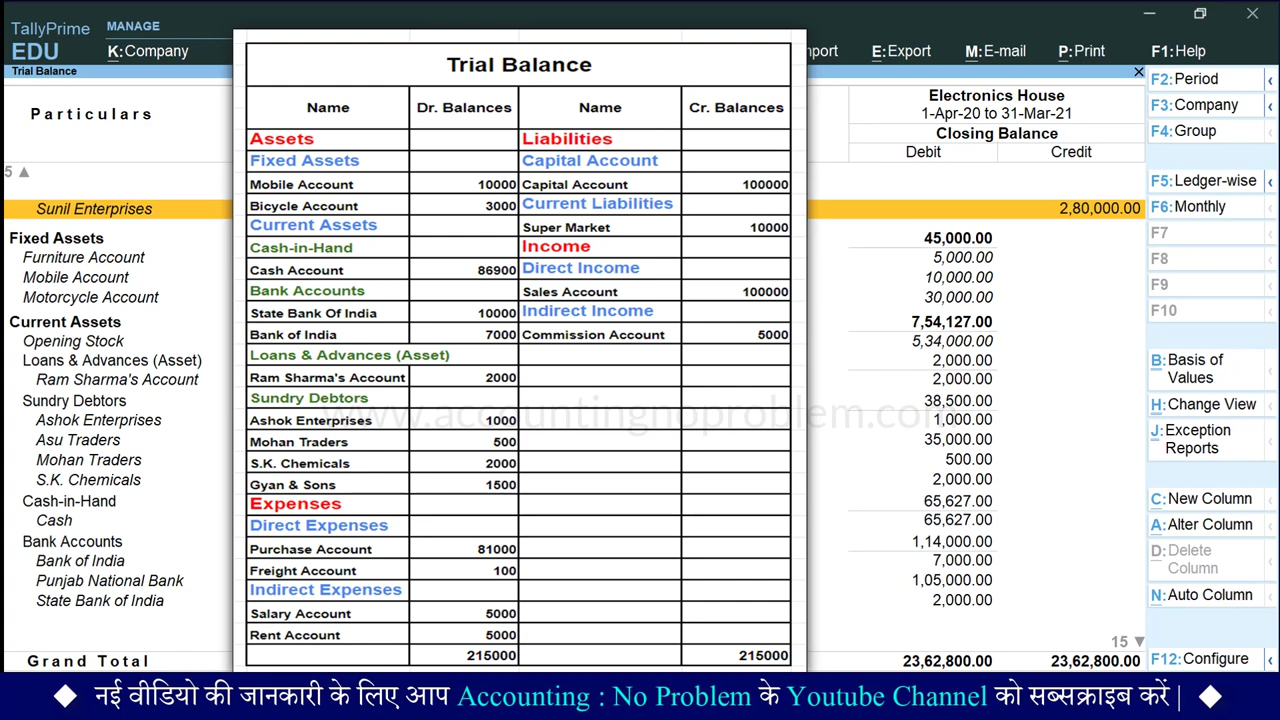 TallyPrime
EDU
MANAGE
K:Company
port
E:Export
M:E-mail
P:Print
F1:Help
Trial Balance
Particulars
Electronics House
1-Apr-20 to 31-Mar-21
Closing Balance
Debit Credit
5
Sunil Enterprises 2,80,000.00
Fixed Assets 45,000.00
Furniture Account 5,000.00
Mobile Account 10,000.00
Motorcycle Account 30,000.00
Current Assets 7,54,127.00
Opening Stock 5,34,000.00
Loans & Advances (Asset) 2,000.00
Ram Sharma's Account 2,000.00
Sundry Debtors 38,500.00
Ashok Enterprises 1,000.00
Asu Traders 35,000.00
Mohan Traders 500.00
S.K. Chemicals 2,000.00
Cash-in-Hand 65,627.00
Cash 65,627.00
Bank Accounts 1,14,000.00
Bank of India 7,000.00
Punjab National Bank 1,05,000.00
State Bank of India 2,000.00
15
Grand Total 23,62,800.00 23,62,800.00
Trial Balance
Name Dr. Balances Name Cr. Balances
Assets Liabilities
Fixed Assets Capital Account
Mobile Account 10000 Capital Account 100000
Bicycle Account 3000 Current Liabilities
Current Assets Super Market 10000
Cash-in-Hand Income
Cash Account 86900 Direct Income
Bank Accounts Sales Account 100000
State Bank Of India 10000 Indirect Income
Bank of India 7000 Commission Account 5000
Loans & Advances (Asset)
Ram Sharma's Account 2000
Sundry Debtors
Ashok Enterprises 1000
Mohan Traders 500
S.K. Chemicals 2000
Gyan & Sons 1500
Expenses
Direct Expenses
Purchase Account 81000
Freight Account 100
Indirect Expenses
Salary Account 5000
Rent Account 5000
215000 215000
www.accountingnoproblem.com
F2:Period
F3:Company
F4:Group
F5:Ledger-wise
F6:Monthly
F7
F8
F9
F10
B:Basis of
Values
H:Change View
J:Exception
Reports
C:New Column
A:Alter Column
D:Delete
Column
N:Auto Column
F12:Configure
नई वीडियो की जानकारी के लिए आप Accounting : No Problem के Youtube Channel को सब्सक्राइब करें|